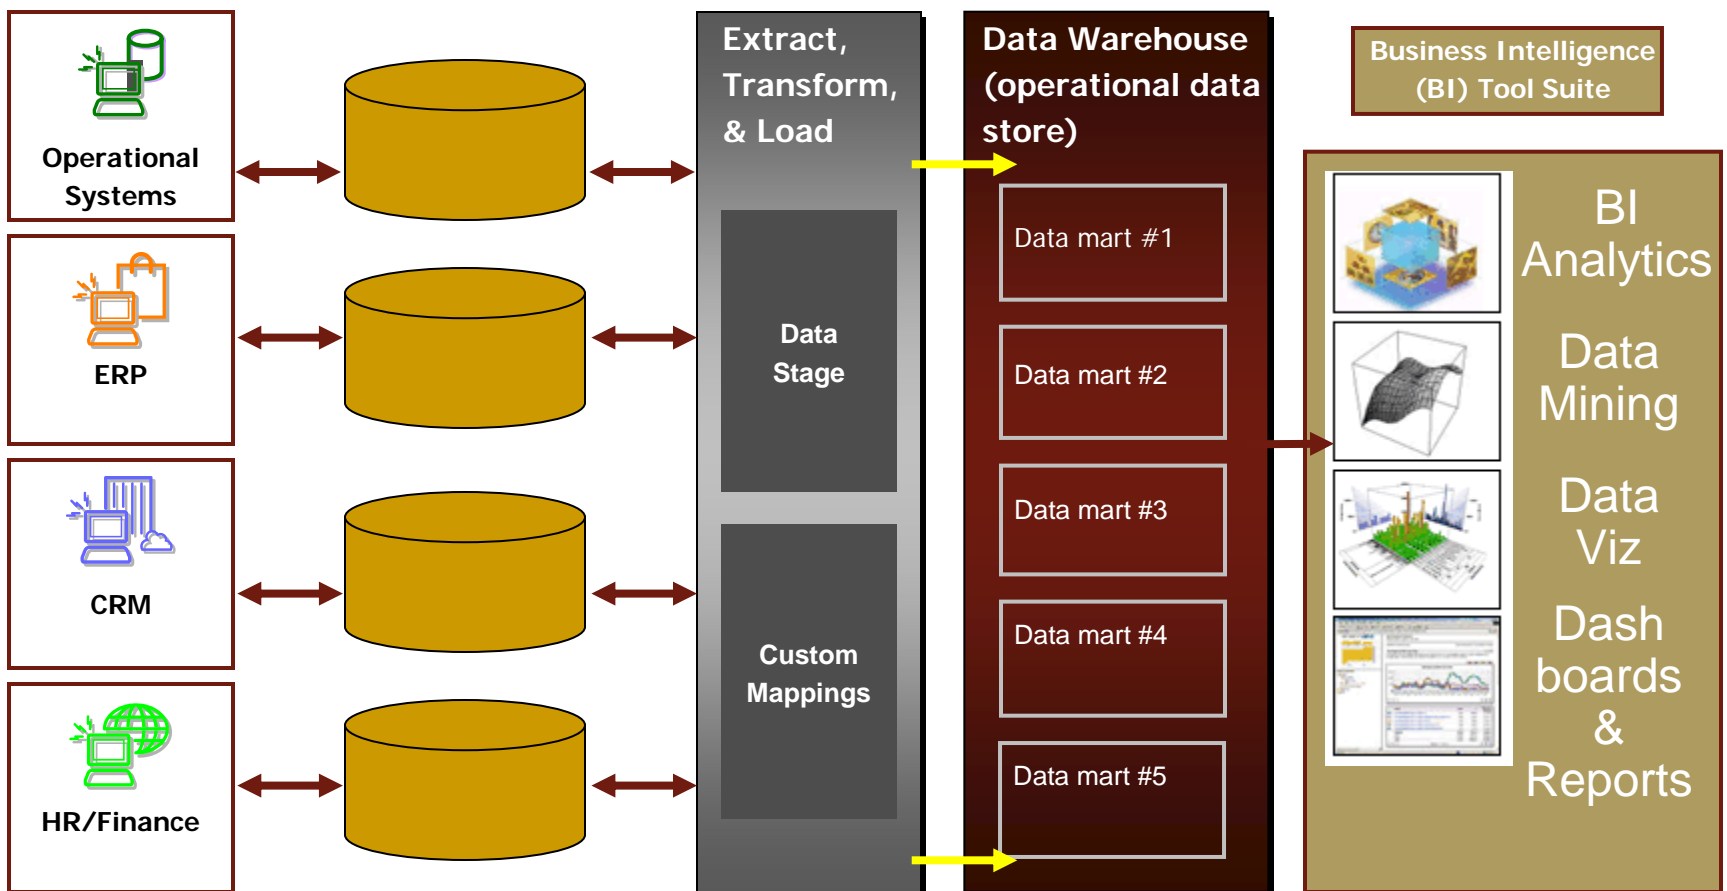 Operational
Systems
ERP
CRM
HR/Finance
Extract,
Transform,
& Load
Data
Stage
Custom
Mappings
Data Warehouse
(operational data
store)
Data mart #1
Data mart #2
Data mart #3
Data mart #4
Data mart #5
Business Intelligence
(BI) Tool Suite
BI
Analytics
Data
Mining
Data
Viz
Dash
boards
&
Reports